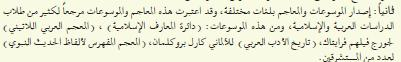 ثانياً: إصدار الموسوعات والمعاجم بلغات مختلفة، وقد اعتبرت هذه المعاجم والموسوعات مرجعاً لكثير من طلاب
الدراسات العربية والإسلامية، ومن هذه الموسوعات: (دائرة المعارف الإسلامية) ، (المعجم العربي اللاتيني)
لجورج فيلهم فرايتاك، (تاريخ الأدب العربي) للألماني كارل بروكلمان، (المعجم المفهرس لألفاظ الحديث النبوي)
لعدد من المستشرقين.